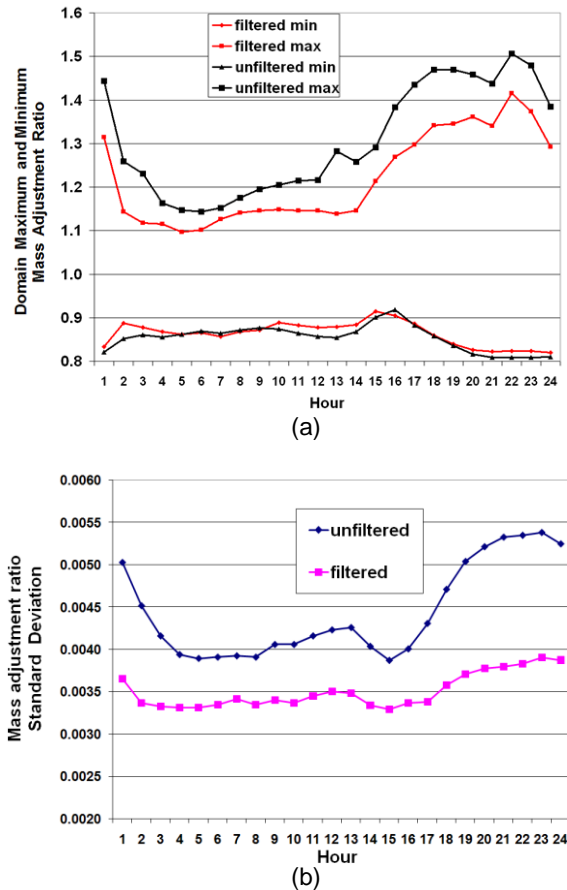 filtered min
filtered max
unfiltered min
unfiltered max
Domain Maximum and Minimum
Mass Adjustment Ratio
1.6
1.5
1.4
1.3
1.2
1.1
1.0
0.9
0.8
1 2 3 4 5 6 7 8 9 10 11 12 13 14 15 16 17 18 19 20 21 22 23 24
Hour
(a)
unfiltered
filtered
Mass adjustment ratio
Standard Deviation
0.0060
0.0055
0.0050
0.0045
0.0040
0.0035
0.0030
0.0025
0.0020
1 2 3 4 5 6 7 8 9 10 11 12 13 14 15 16 17 18 19 20 21 22 23 24
Hour
(b)